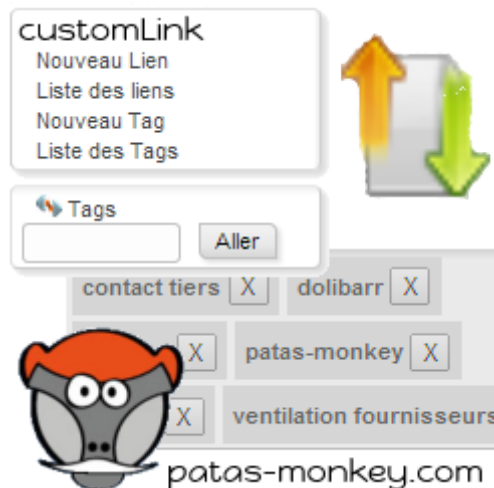 customLink
Nouveau Lien
Liste des liens
Nouveau Tag
Liste des Tags
Tags
Aller
contact tiers X dolibarr X
X patas-monkey X
X ventilation fournisseurs
patas-monkey.com